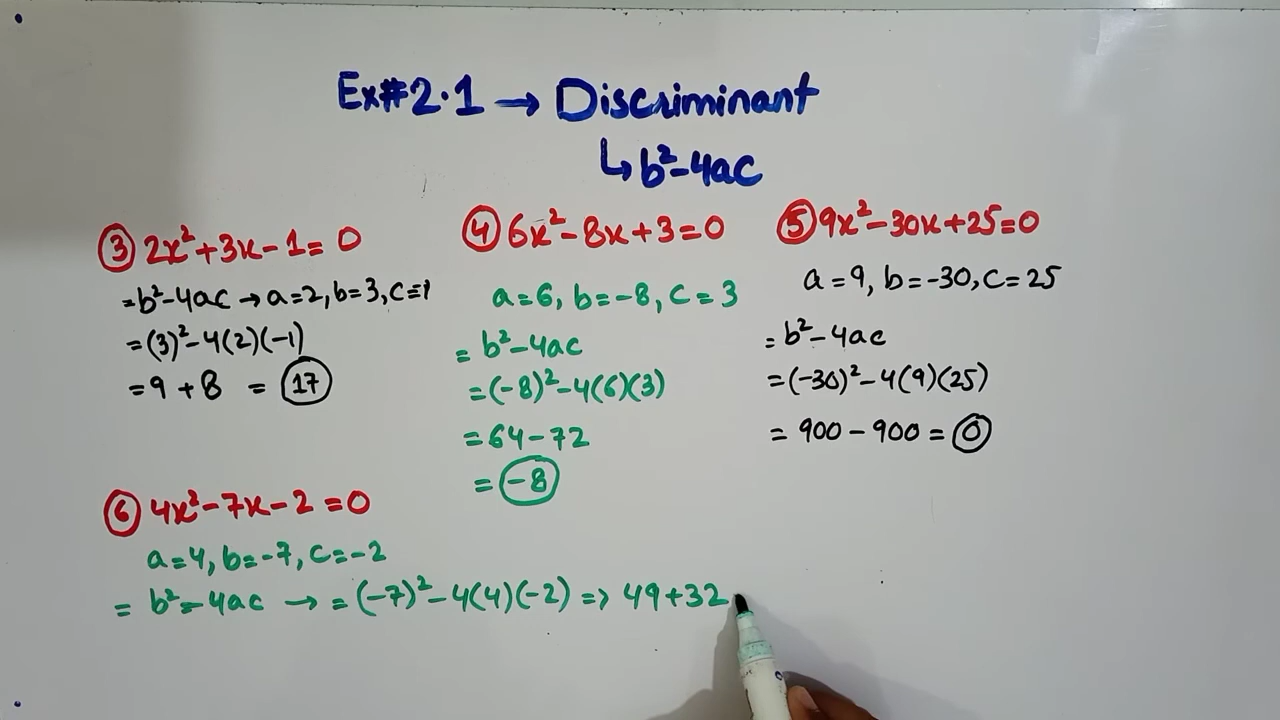 Ex#2.1 → Discriminant
↳ b²-4ac
③ 2x²+3x-1=0
=b²-4ac → a=2, b=3, c=-1
=(3)²-4(2)(-1)
=9+8 = 17
④ 6x²-8x+3=0
a=6, b=-8, c=3
= b²-4ac
=(-8)²-4(6)(3)
=64-72
= -8
⑤ 9x²-30x+25=0
a=9, b=-30, c=25
= b²-4ac
=(-30)²-4(9)(25)
= 900-900=0
⑥ 4x²-7x-2=0
a=4, b=-7, c=-2
= b²-4ac → =(-7)²-4(4)(-2) => 49+32